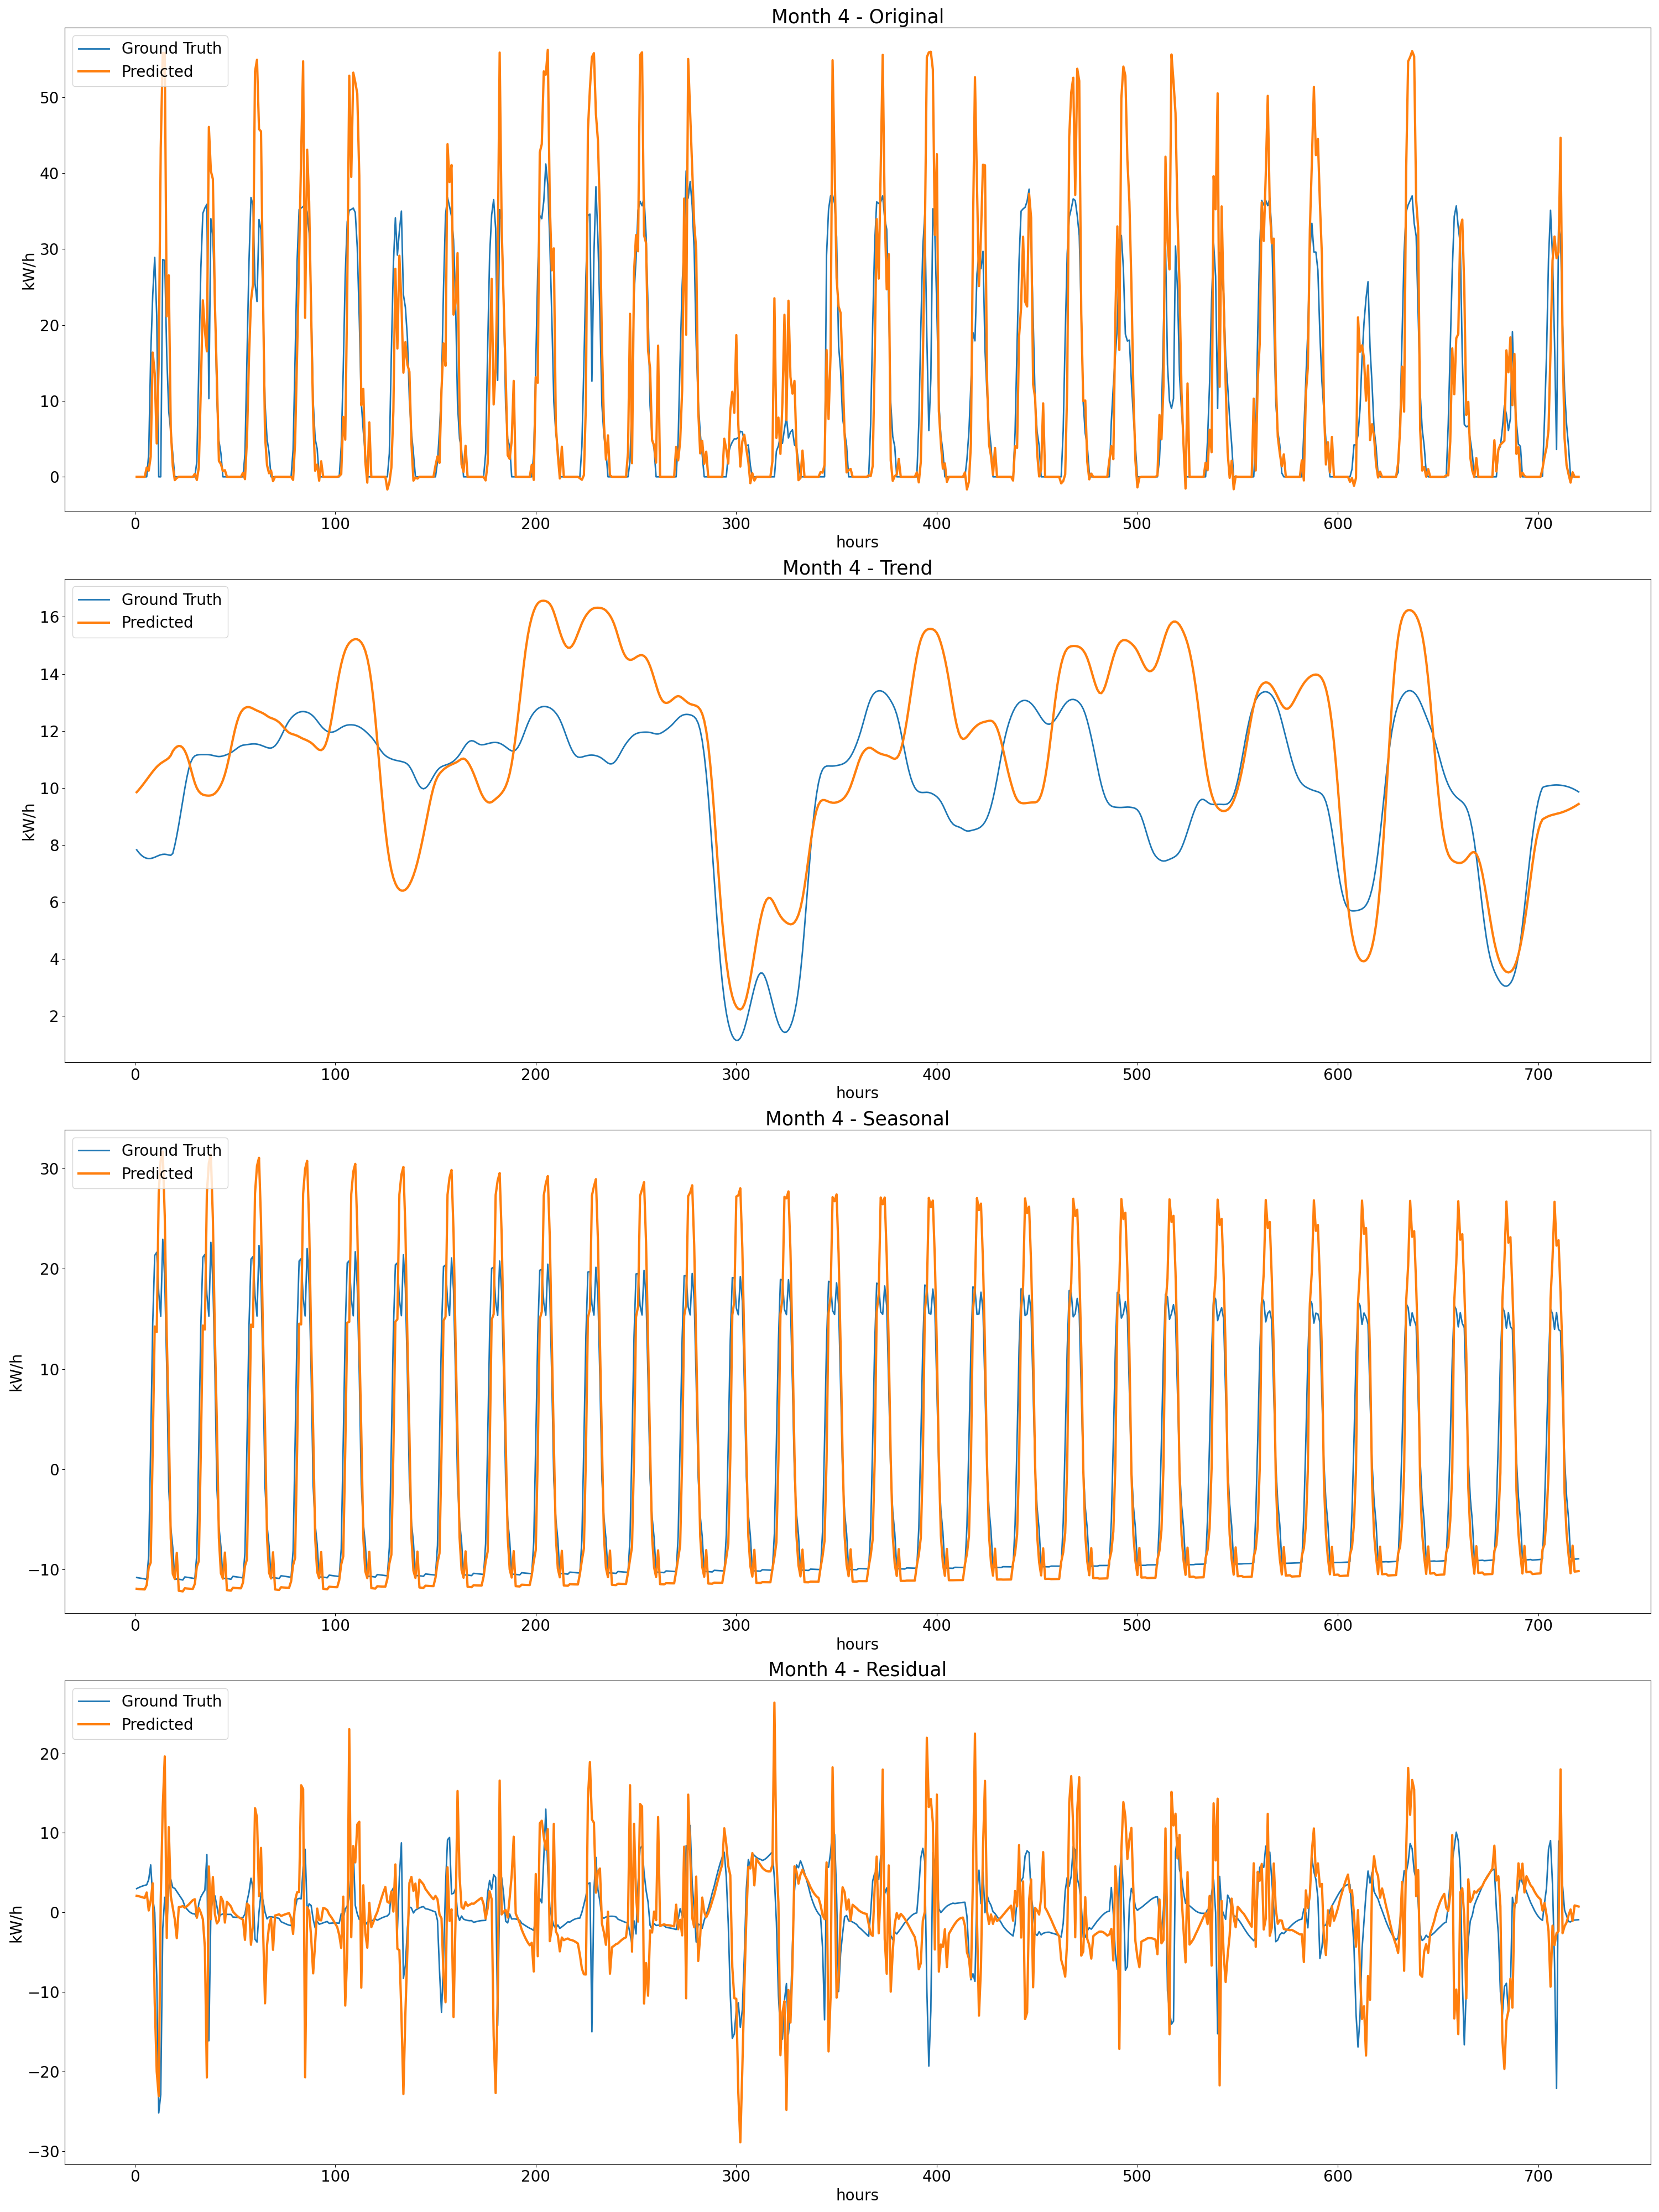 Month 4 - Original
Ground Truth
Predicted
kW/h
50
40
30
20
10
0
0 100 200 300 400 500 600 700
hours
Month 4 - Trend
Ground Truth
Predicted
kW/h
16
14
12
10
8
6
4
2
0 100 200 300 400 500 600 700
hours
Month 4 - Seasonal
Ground Truth
Predicted
kW/h
30
20
10
0
−10
0 100 200 300 400 500 600 700
hours
Month 4 - Residual
Ground Truth
Predicted
kW/h
20
10
0
−10
−20
−30
0 100 200 300 400 500 600 700
hours